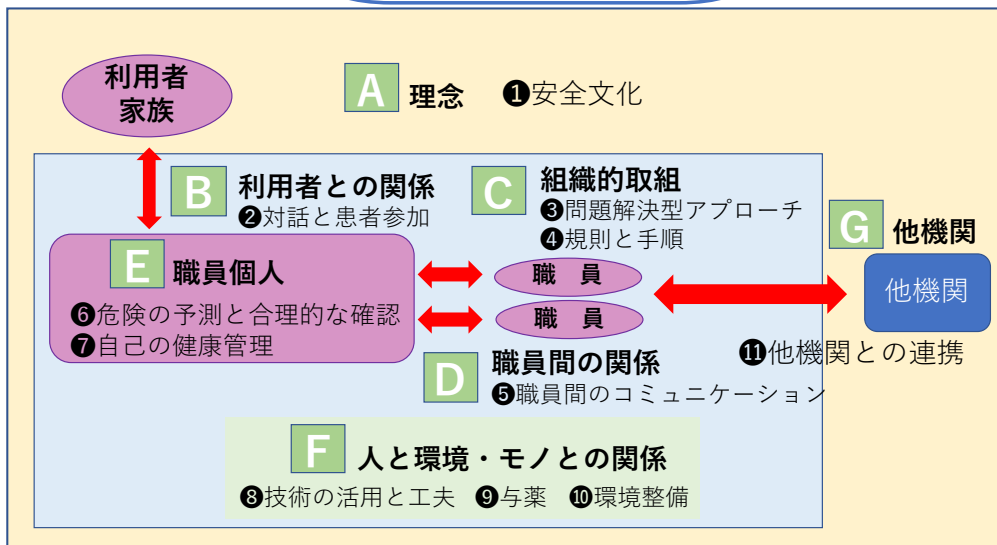 利用者
家族
A 理念 ❶安全文化
B 利用者との関係
❷対話と患者参加
C 組織的取組
❸問題解決型アプローチ
❹規則と手順
G 他機関
他機関
⓫他機関との連携
E 職員個人
❻危険の予測と合理的な確認
❼自己の健康管理
職 員
職 員
D 職員間の関係
❺職員間のコミュニケーション
F 人と環境・モノとの関係
❽技術の活用と工夫 ❾与薬 ❿環境整備